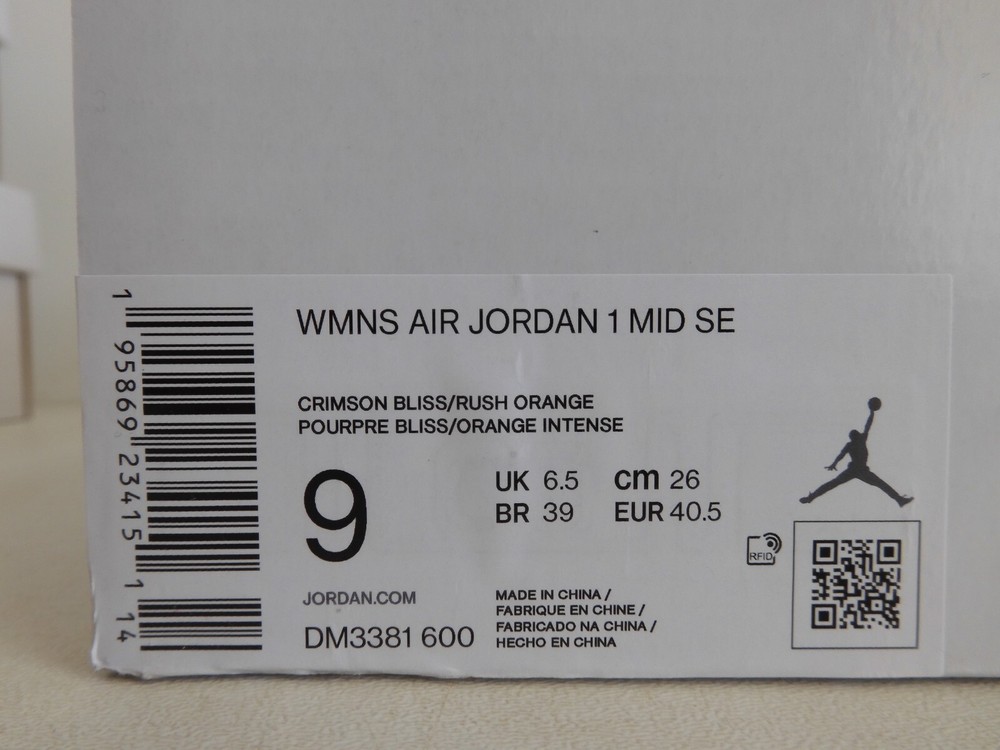 WMNS AIR JORDAN 1 MID SE
CRIMSON BLISS/RUSH ORANGE
POURPRE BLISS/ORANGE INTENSE
9
UK 6.5 cm 26
BR 39 EUR 40.5
RFID
JORDAN.COM
DM3381 600
MADE IN CHINA /
FABRIQUE EN CHINE /
FABRICADO NA CHINA /
HECHO EN CHINA
1 95869 23415 1 14